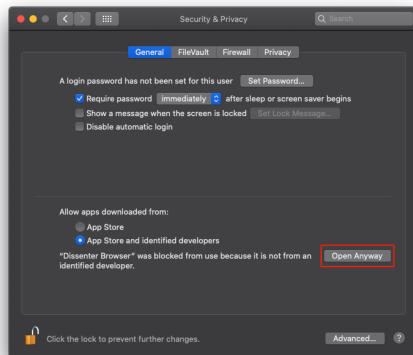 Security & Privacy
Search
General FileVault Firewall Privacy
A login password has not been set for this user Set Password...
Require password immediately after sleep or screen saver begins
Show a message when the screen is locked Set Lock Message...
Disable automatic login
Allow apps downloaded from:
App Store
App Store and identified developers
"Dissenter Browser" was blocked from use because it is not from an Open Anyway
identified developer.
Click the lock to prevent further changes. Advanced... ?